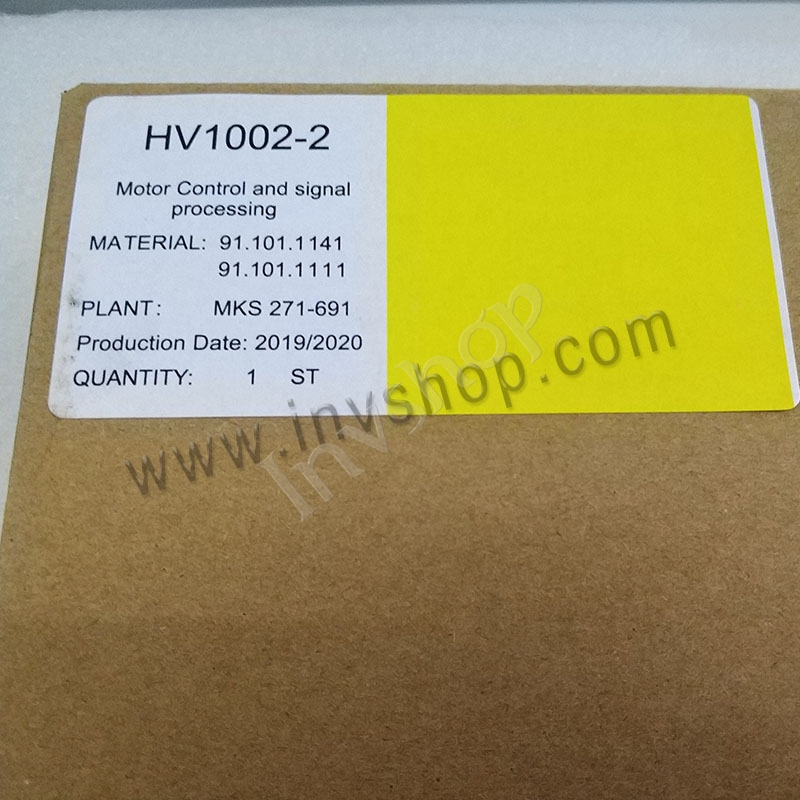 HV1002-2
Motor Control and signal
processing
MATERIAL: 91.101.1141
91.101.1111
PLANT: MKS 271-691
Production Date: 2019/2020
QUANTITY: 1 ST
www.invshop.com
Invshop